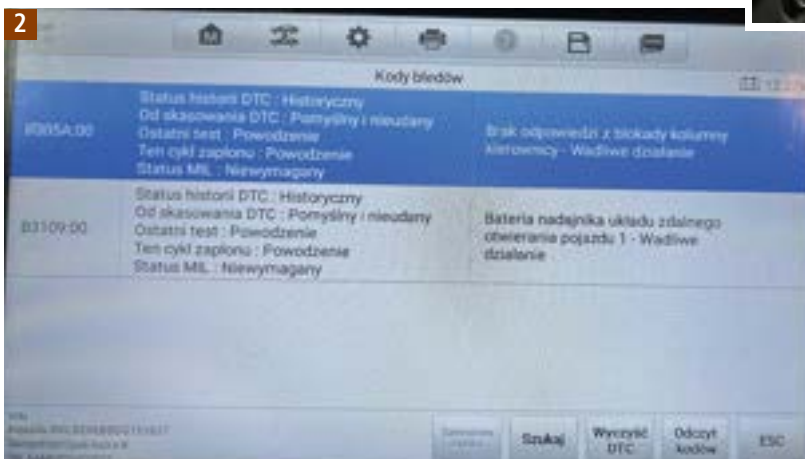 2
Kody błedów
Status historii DTC : Historyczny
Od skasowania DTC : Pomyślny i nieudany
Ostatni test : Powodzenie
Ten cykl zapłonu : Powodzenie
Status MIL : Niewymagany
Brak odpowiedzi z blokady kolumny
kierownicy - Wadliwe działanie
B3109:00
Status historii DTC : Historyczny
Od skasowania DTC : Pomyślny i nieudany
Ostatni test : Powodzenie
Ten cykl zapłonu : Powodzenie
Status MIL : Niewymagany
Bateria nadajnika układu zdalnego
otwierania pojazdu 1 - Wadliwe
działanie
Szukaj
Wyczyść
DTC
Odczyt
kodów
ESC